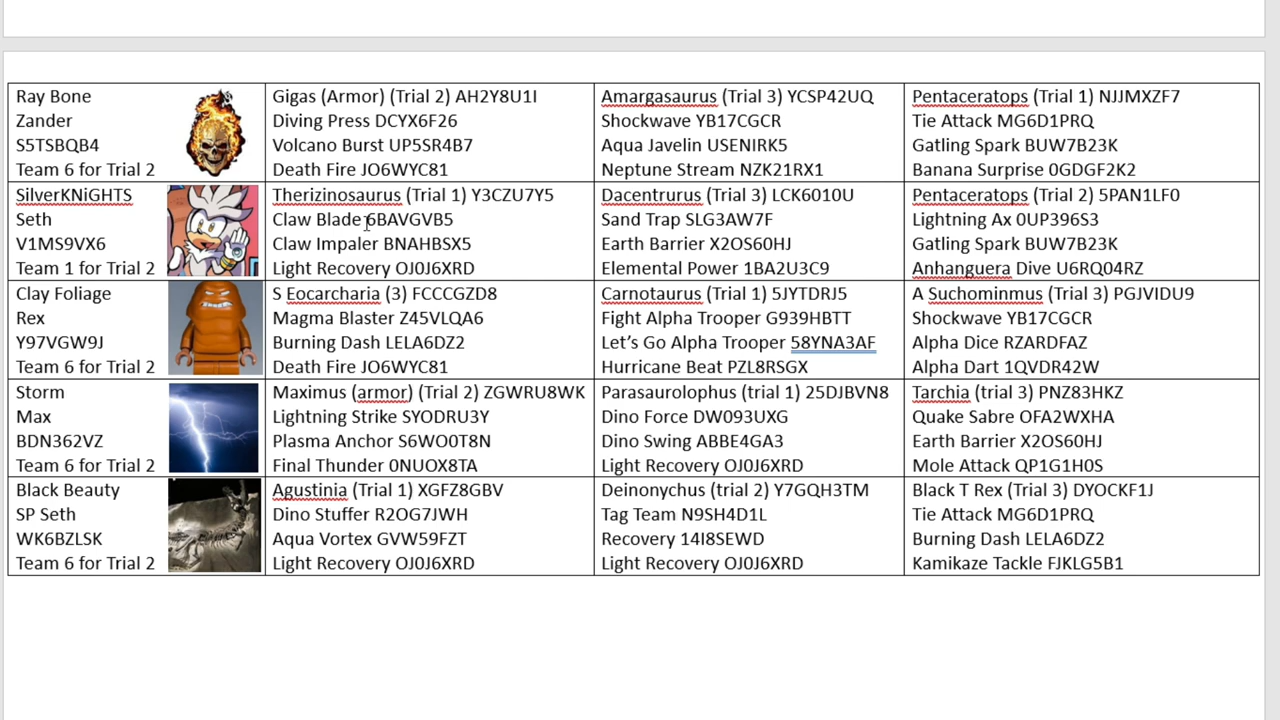 Ray Bone
Zander
S5TSBQB4
Team 6 for Trial 2
Gigas (Armor) (Trial 2) AH2Y8U1I
Diving Press DCYX6F26
Volcano Burst UP5SR4B7
Death Fire JO6WYC81
Amargasaurus (Trial 3) YCSP42UQ
Shockwave YB17CGCR
Aqua Javelin USENIRK5
Neptune Stream NZK21RX1
Pentaceratops (Trial 1) NJJMXZF7
Tie Attack MG6D1PRQ
Gatling Spark BUW7B23K
Banana Surprise 0GDGF2K2
SilverKNiGHTS
Seth
V1MS9VX6
Team 1 for Trial 2
Therizinosaurus (Trial 1) Y3CZU7Y5
Claw Blade 6BAVGVB5
Claw Impaler BNAHBSX5
Light Recovery OJ0J6XRD
Dacentrurus (Trial 3) LCK6010U
Sand Trap SLG3AW7F
Earth Barrier X2OS60HJ
Elemental Power 1BA2U3C9
Pentaceratops (Trial 2) 5PAN1LF0
Lightning Ax 0UP396S3
Gatling Spark BUW7B23K
Anhanguera Dive U6RQ04RZ
Clay Foliage
Rex
Y97VGW9J
Team 6 for Trial 2
S Eocarcharia (3) FCCCGZD8
Magma Blaster Z45VLQA6
Burning Dash LELA6DZ2
Death Fire JO6WYC81
Carnotaurus (Trial 1) 5JYTDRJ5
Fight Alpha Trooper G939HBTT
Let’s Go Alpha Trooper 58YNA3AF
Hurricane Beat PZL8RSGX
A Suchominmus (Trial 3) PGJVIDU9
Shockwave YB17CGCR
Alpha Dice RZARDFAZ
Alpha Dart 1QVDR42W
Storm
Max
BDN362VZ
Team 6 for Trial 2
Maximus (armor) (Trial 2) ZGWRU8WK
Lightning Strike SYODRU3Y
Plasma Anchor S6WO0T8N
Final Thunder 0NUOX8TA
Parasaurolophus (trial 1) 25DJBVN8
Dino Force DW093UXG
Dino Swing ABBE4GA3
Light Recovery OJ0J6XRD
Tarchia (trial 3) PNZ83HKZ
Quake Sabre OFA2WXHA
Earth Barrier X2OS60HJ
Mole Attack QP1G1H0S
Black Beauty
SP Seth
WK6BZLSK
Team 6 for Trial 2
Agustinia (Trial 1) XGFZ8GBV
Dino Stuffer R2OG7JWH
Aqua Vortex GVW59FZT
Light Recovery OJ0J6XRD
Deinonychus (trial 2) Y7GQH3TM
Tag Team N9SH4D1L
Recovery 14I8SEWD
Light Recovery OJ0J6XRD
Black T Rex (Trial 3) DYOCKF1J
Tie Attack MG6D1PRQ
Burning Dash LELA6DZ2
Kamikaze Tackle FJKLG5B1